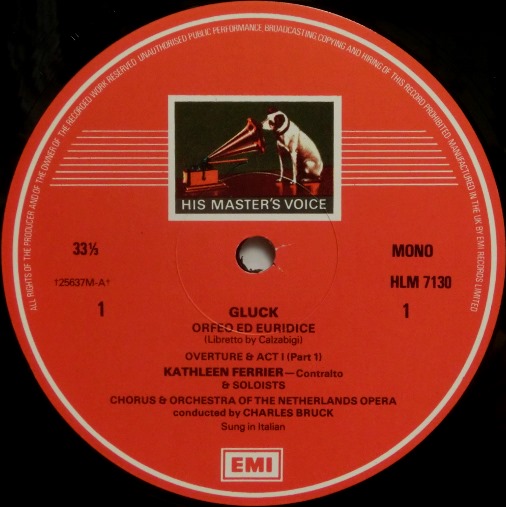 ALL RIGHTS OF THE PRODUCER AND OF THE OWNER OF THE RECORDED WORK RESERVED. UNAUTHORISED PUBLIC PERFORMANCE BROADCASTING, COPYING AND HIRING OF THIS RECORD PROHIBITED. MANUFACTURED IN THE UK BY EMI RECORDS LIMITED
HIS MASTER'S VOICE
33⅓
MONO
†25637M-A†
HLM 7130
1
1
GLUCK
ORFEO ED EURIDICE
(Libretto by Calzabigi)
OVERTURE & ACT I (Part 1)
KATHLEEN FERRIER—Contralto
& SOLOISTS
CHORUS & ORCHESTRA OF THE NETHERLANDS OPERA
conducted by CHARLES BRUCK
Sung in Italian
EMI